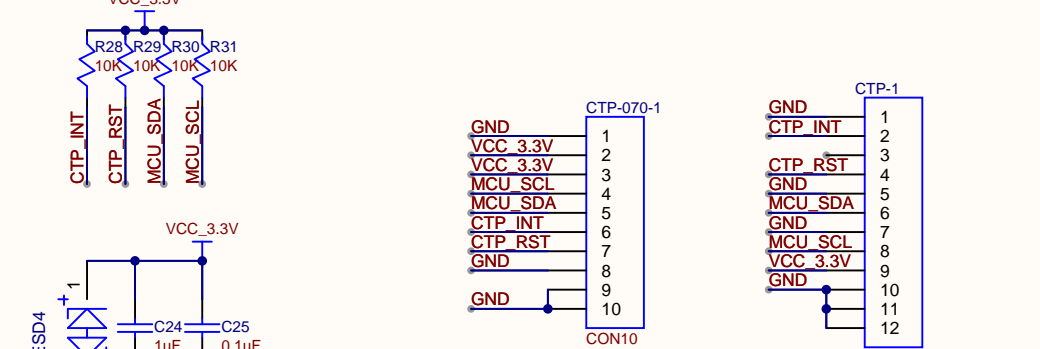 VCC_3.3V
R28 R29 R30 R31
10K 10K 10K 10K
CTP_INT
CTP_RST
MCU_SDA
MCU_SCL
VCC_3.3V
1
+
ESD4
C24 C25
1uF 0.1uF
CTP-070-1
GND 1
VCC_3.3V 2
VCC_3.3V 3
MCU_SCL 4
MCU_SDA 5
CTP_INT 6
CTP_RST 7
GND 8
9
GND 10
CON10
CTP-1
GND 1
CTP_INT 2
3
CTP_RST 4
GND 5
MCU_SDA 6
GND 7
MCU_SCL 8
VCC_3.3V 9
GND 10
11
12